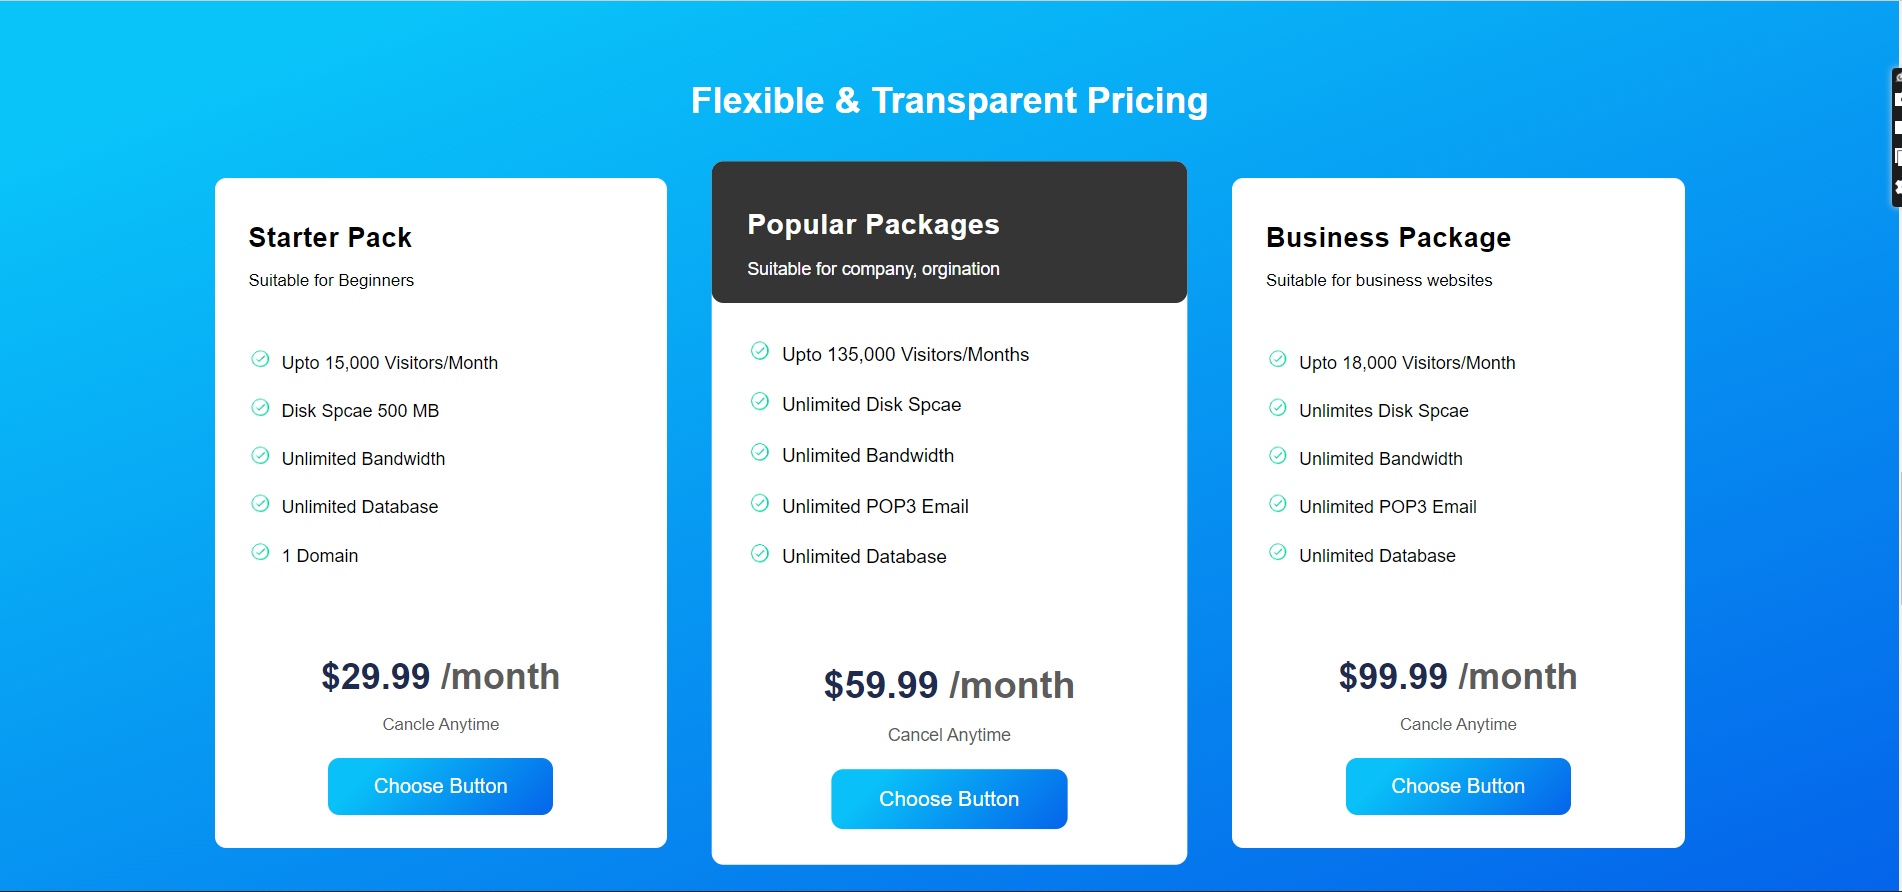 Flexible & Transparent Pricing
Starter Pack
Suitable for Beginners
Upto 15,000 Visitors/Month
Disk Spcae 500 MB
Unlimited Bandwidth
Unlimited Database
1 Domain
$29.99 /month
Cancle Anytime
Choose Button
Popular Packages
Suitable for company, orgination
Upto 135,000 Visitors/Months
Unlimited Disk Spcae
Unlimited Bandwidth
Unlimited POP3 Email
Unlimited Database
$59.99 /month
Cancel Anytime
Choose Button
Business Package
Suitable for business websites
Upto 18,000 Visitors/Month
Unlimites Disk Spcae
Unlimited Bandwidth
Unlimited POP3 Email
Unlimited Database
$99.99 /month
Cancle Anytime
Choose Button